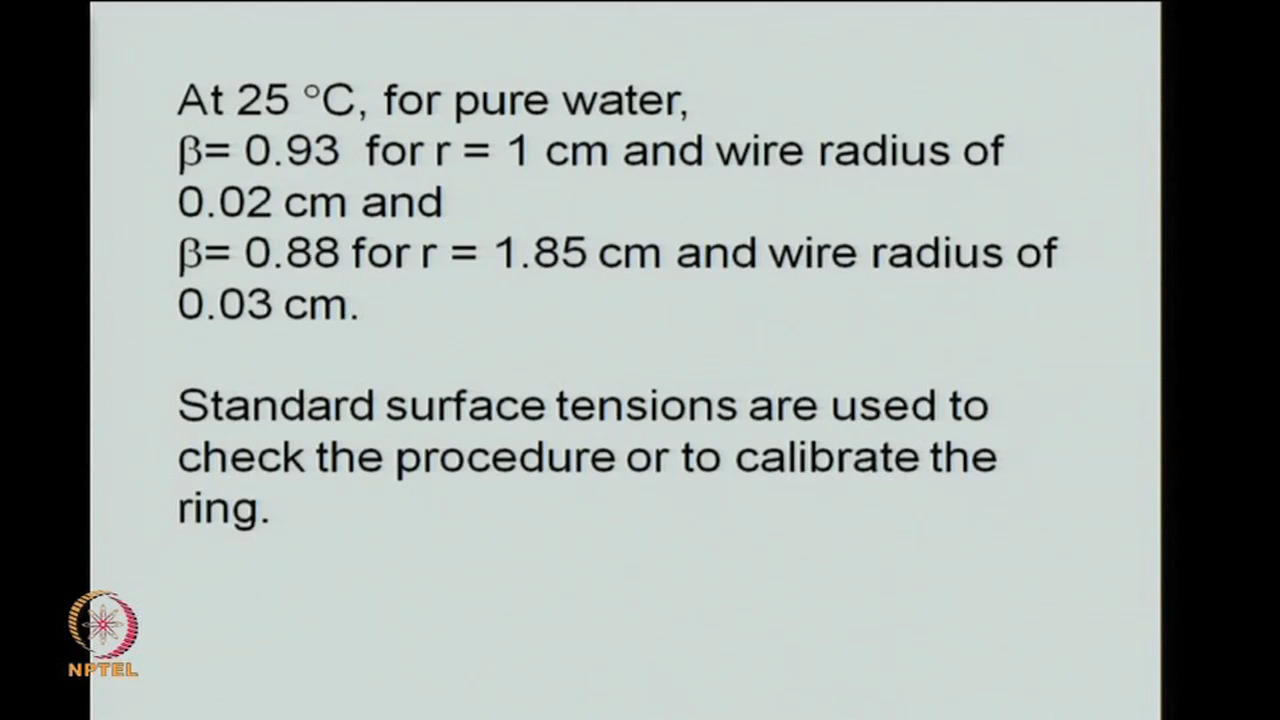 At 25 °C, for pure water,
β= 0.93 for r = 1 cm and wire radius of
0.02 cm and
β= 0.88 for r = 1.85 cm and wire radius of
0.03 cm.
Standard surface tensions are used to
check the procedure or to calibrate the
ring.
NPTEL